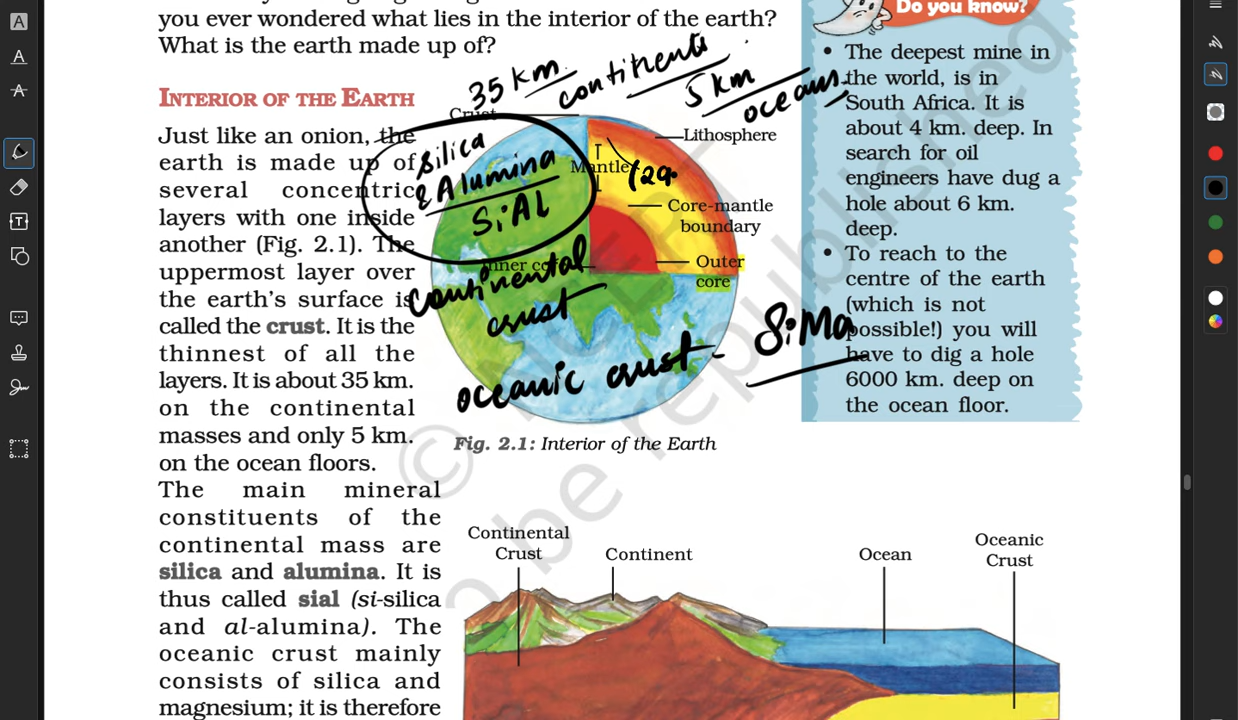 you ever wondered what lies in the interior of the earth?
What is the earth made up of?
INTERIOR OF THE EARTH
Just like an onion, the
earth is made up of
several concentric
layers with one inside
another (Fig. 2.1). The
uppermost layer over
the earth's surface is
called the crust. It is the
thinnest of all the
layers. It is about 35 km.
on the continental
masses and only 5 km.
on the ocean floors.
The main mineral
constituents of the
continental mass are
silica and alumina. It is
thus called sial (si-silica
and al-alumina). The
oceanic crust mainly
consists of silica and
magnesium; it is therefore
35 km
continents
5 km
oceans
Crust
Lithosphere
silica
& Alumina
SiAl
Mantle
Core-mantle
boundary
Outer
core
Inner core
continental
crust
oceanic crust - SiMa
Fig. 2.1: Interior of the Earth
Do you know?
• The deepest mine in
the world, is in
South Africa. It is
about 4 km. deep. In
search for oil
engineers have dug a
hole about 6 km.
deep.
• To reach to the
centre of the earth
(which is not
possible!) you will
have to dig a hole
6000 km. deep on
the ocean floor.
Continental
Crust
Continent
Ocean
Oceanic
Crust
© NCERT
be republished